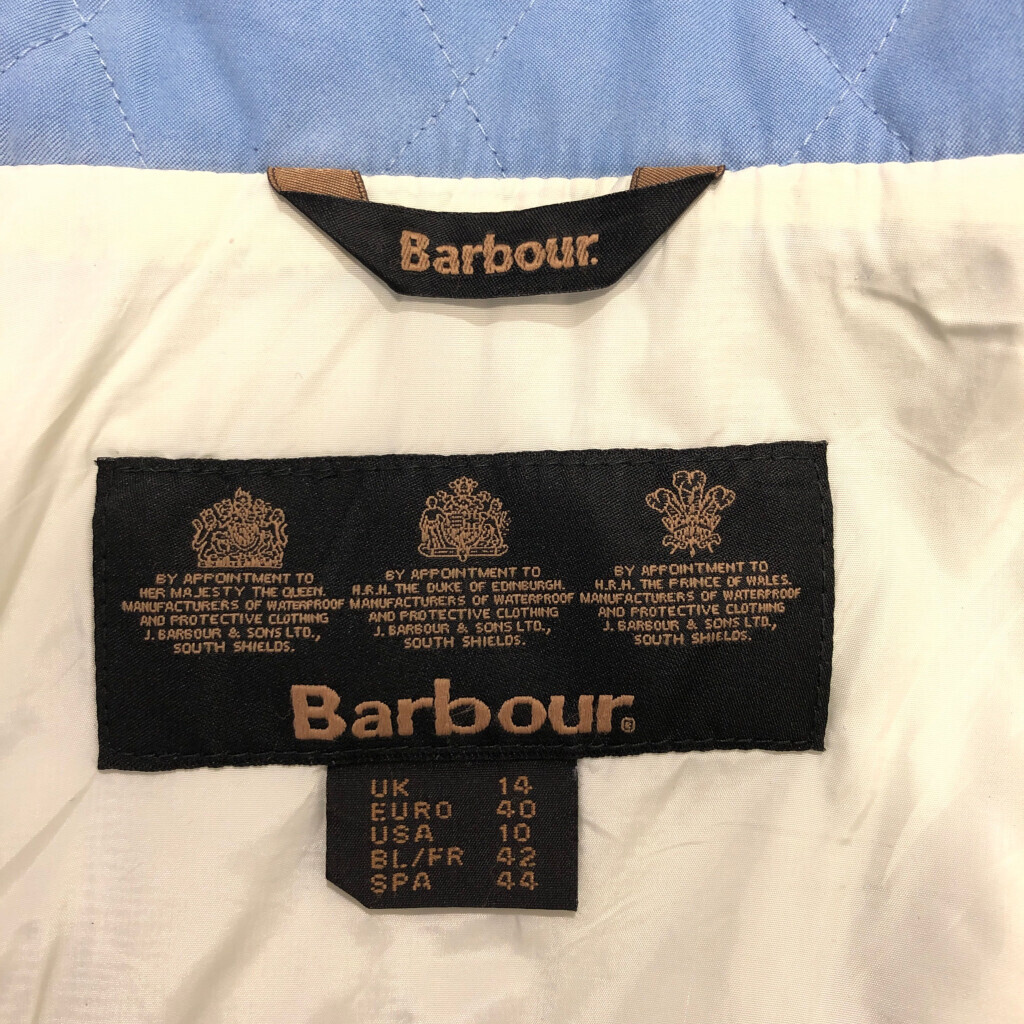 Barbour.
BY APPOINTMENT TO
HER MAJESTY THE QUEEN.
MANUFACTURERS OF WATERPROOF
AND PROTECTIVE CLOTHING
J. BARBOUR & SONS LTD.,
SOUTH SHIELDS.
BY APPOINTMENT TO
H.R.H. THE DUKE OF EDINBURGH.
MANUFACTURERS OF WATERPROOF
AND PROTECTIVE CLOTHING
J. BARBOUR & SONS LTD.,
SOUTH SHIELDS.
BY APPOINTMENT TO
H.R.H. THE PRINCE OF WALES.
MANUFACTURERS OF WATERPROOF
AND PROTECTIVE CLOTHING
J. BARBOUR & SONS LTD.,
SOUTH SHIELDS.
Barbour®
UK 14
EURO 40
USA 10
BL/FR 42
SPA 44